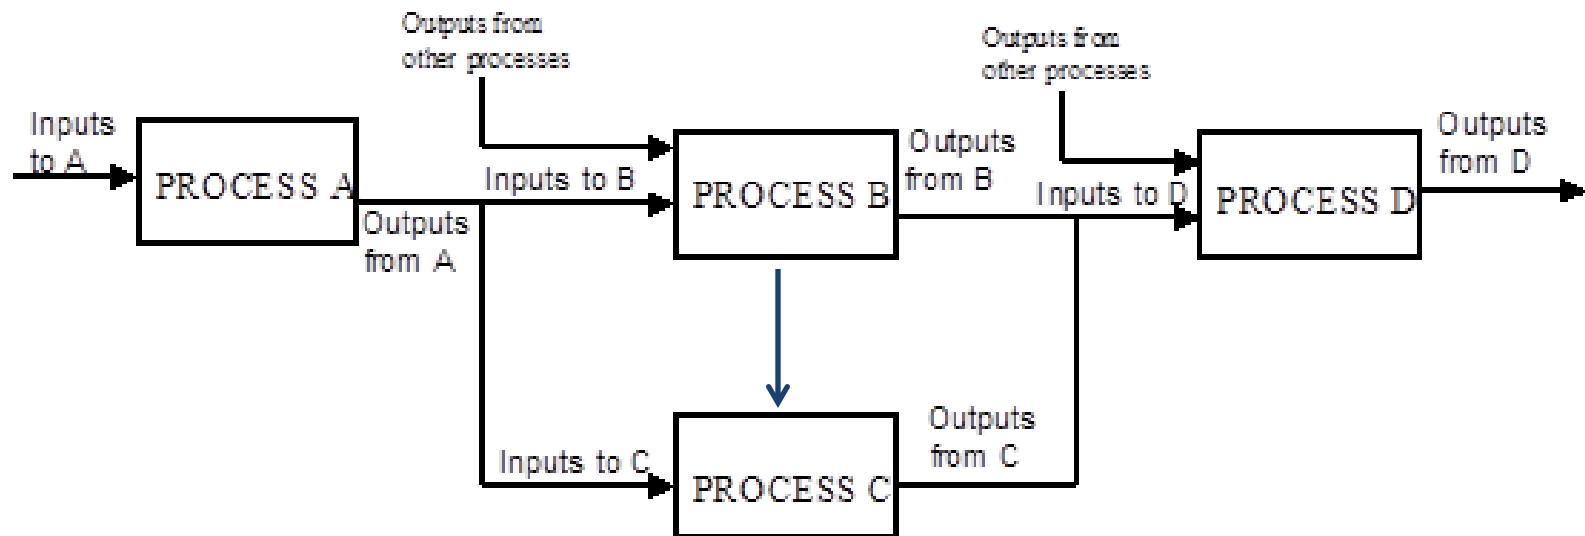 Outputs from
other processes
Outputs from
other processes
Inputs
to A
PROCESS A
Outputs
from A
Inputs to B
PROCESS B
Outputs
from B
Inputs to D
PROCESS D
Outputs
from D
Inputs to C
PROCESS C
Outputs
from C